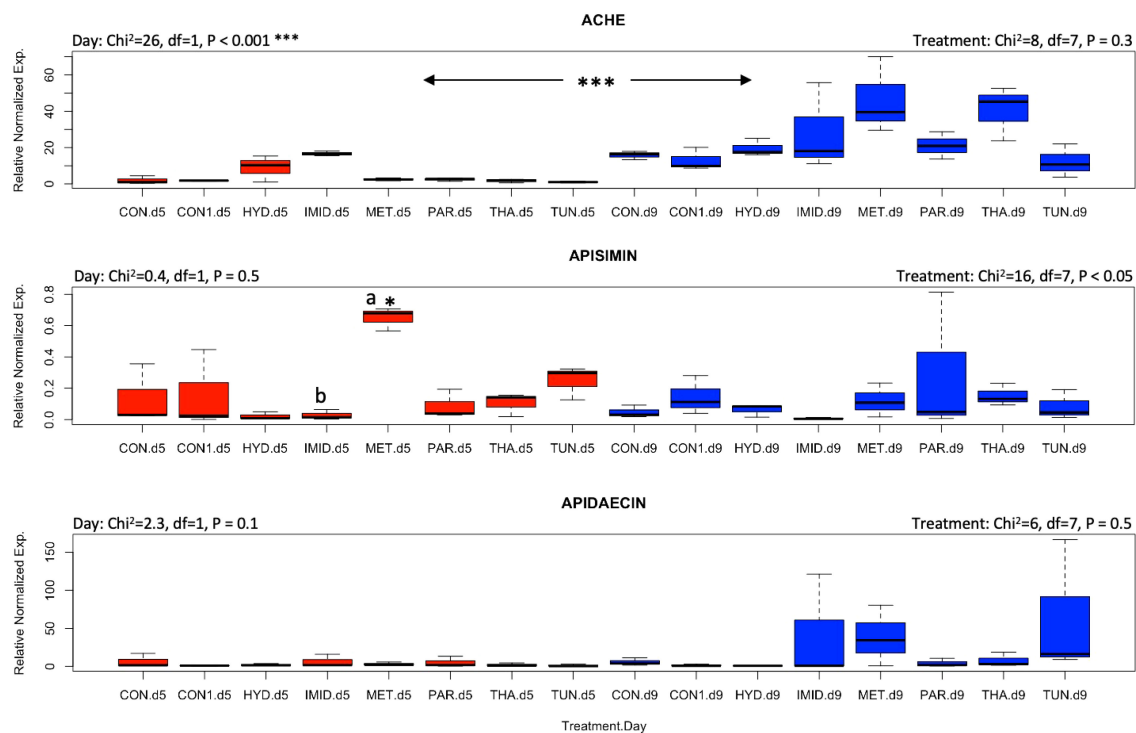 ACHE
Day: Chi²=26, df=1, P < 0.001 *** Treatment: Chi²=8, df=7, P = 0.3
Relative Normalized Exp.
60
40
20
0
***
CON.d5 CON1.d5 HYD.d5 IMID.d5 MET.d5 PAR.d5 THA.d5 TUN.d5 CON.d9 CON1.d9 HYD.d9 IMID.d9 MET.d9 PAR.d9 THA.d9 TUN.d9
APISIMIN
Day: Chi²=0.4, df=1, P = 0.5 Treatment: Chi²=16, df=7, P < 0.05
Relative Normalized Exp.
0.8
0.6
0.4
0.2
0.0
a *
b
CON.d5 CON1.d5 HYD.d5 IMID.d5 MET.d5 PAR.d5 THA.d5 TUN.d5 CON.d9 CON1.d9 HYD.d9 IMID.d9 MET.d9 PAR.d9 THA.d9 TUN.d9
APIDAECIN
Day: Chi²=2.3, df=1, P = 0.1 Treatment: Chi²=6, df=7, P = 0.5
Relative Normalized Exp.
150
100
50
0
CON.d5 CON1.d5 HYD.d5 IMID.d5 MET.d5 PAR.d5 THA.d5 TUN.d5 CON.d9 CON1.d9 HYD.d9 IMID.d9 MET.d9 PAR.d9 THA.d9 TUN.d9
Treatment.Day